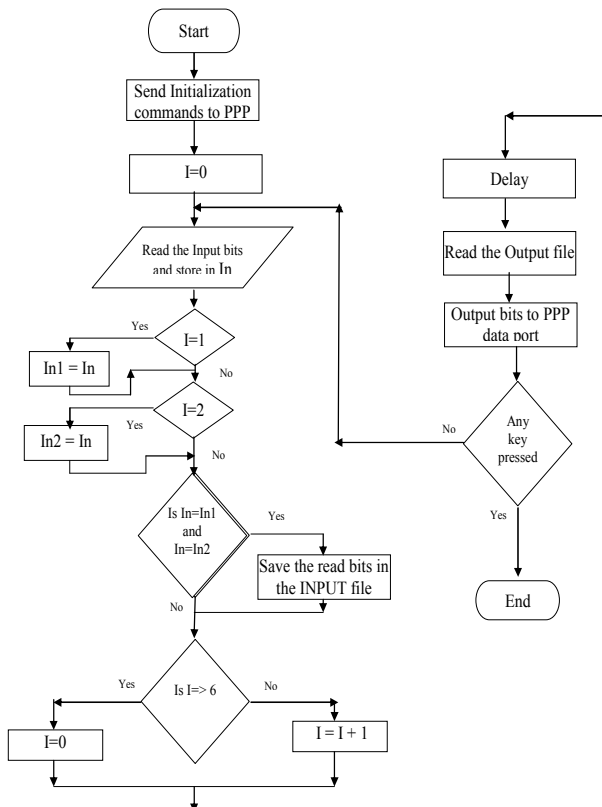 Start
Send Initialization
commands to PPP
I=0
Read the Input bits
and store in In
Yes
I=1
In1 = In
No
I=2
Yes
In2 = In
No
Is In=In1
and
In=In2
Yes
Save the read bits in
the INPUT file
No
Yes
Is I=> 6
No
I=0
I = I + 1
Delay
Read the Output file
Output bits to PPP
data port
No
Any
key
pressed
Yes
End